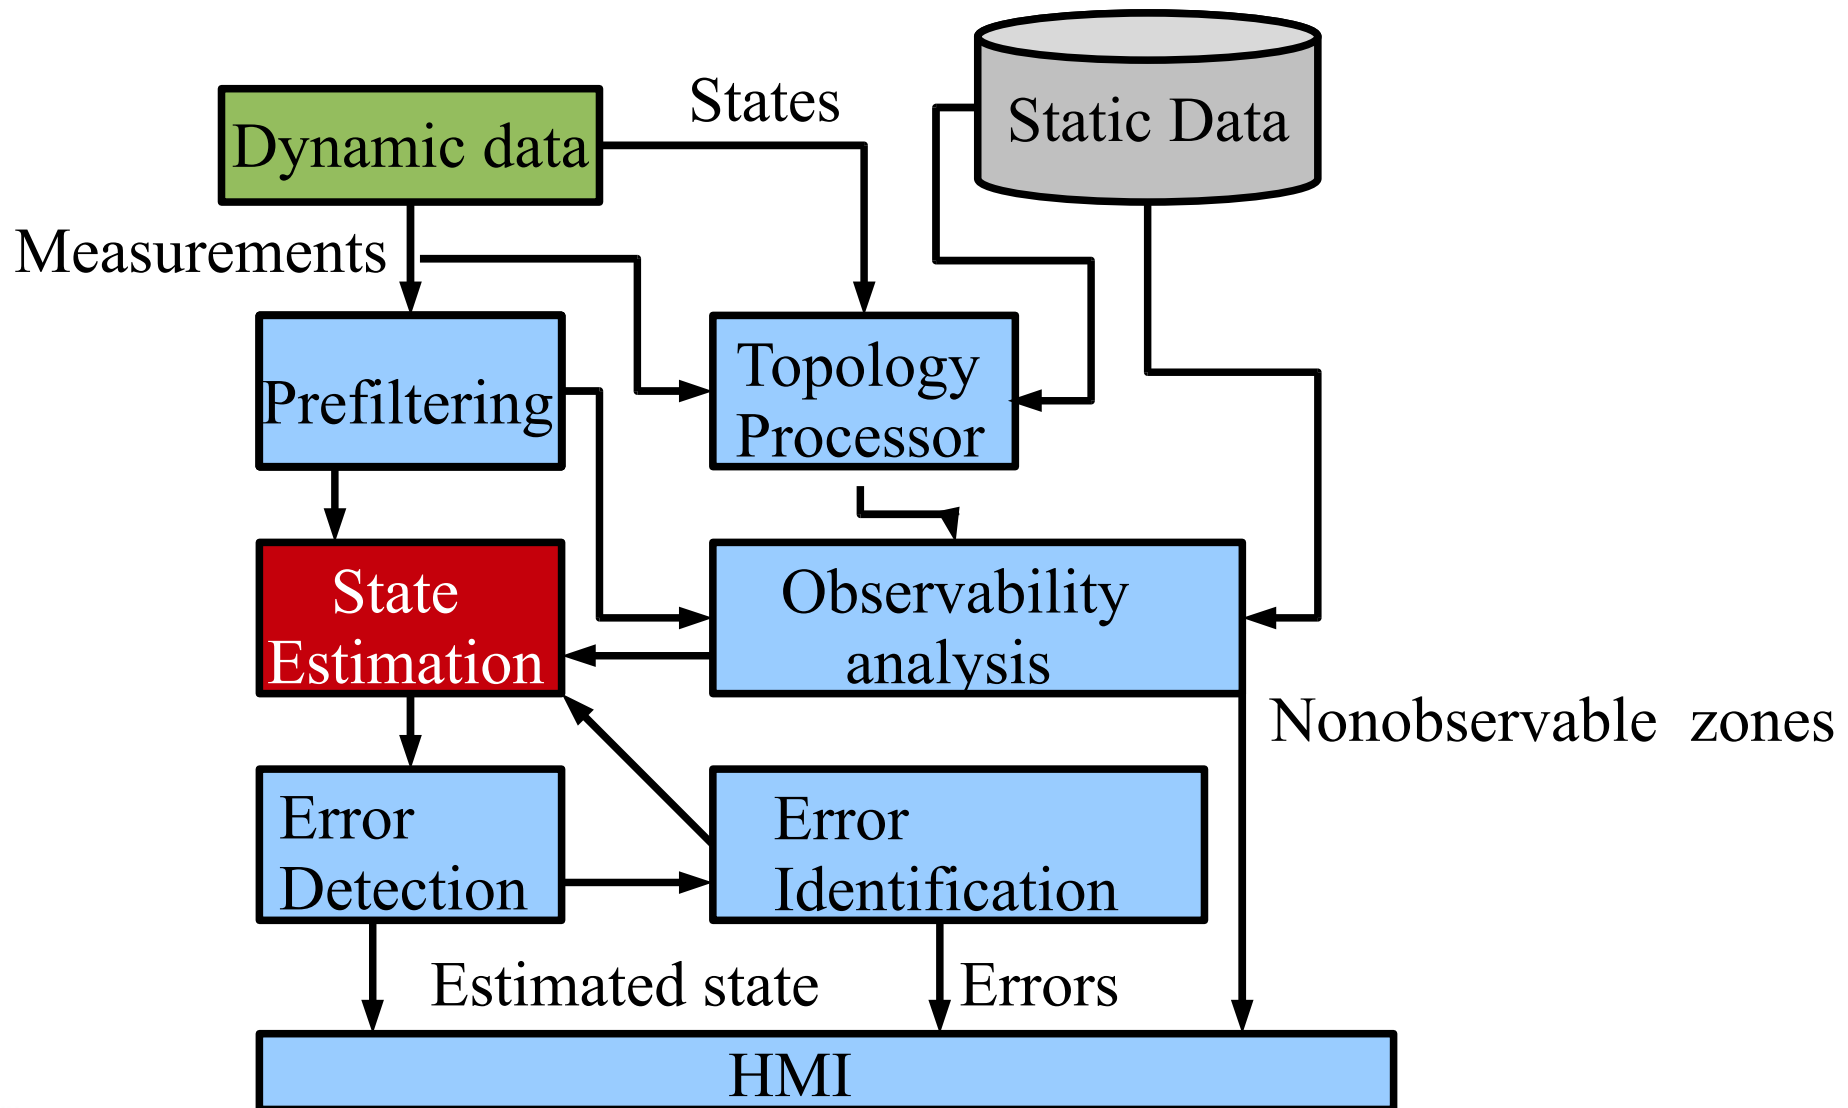 States
Static Data
Dynamic data
Measurements
Topology
Processor
Prefiltering
State
Estimation
Observability
analysis
Nonobservable  zones
Error
Detection
Error
Identification
Estimated state
Errors
HMI